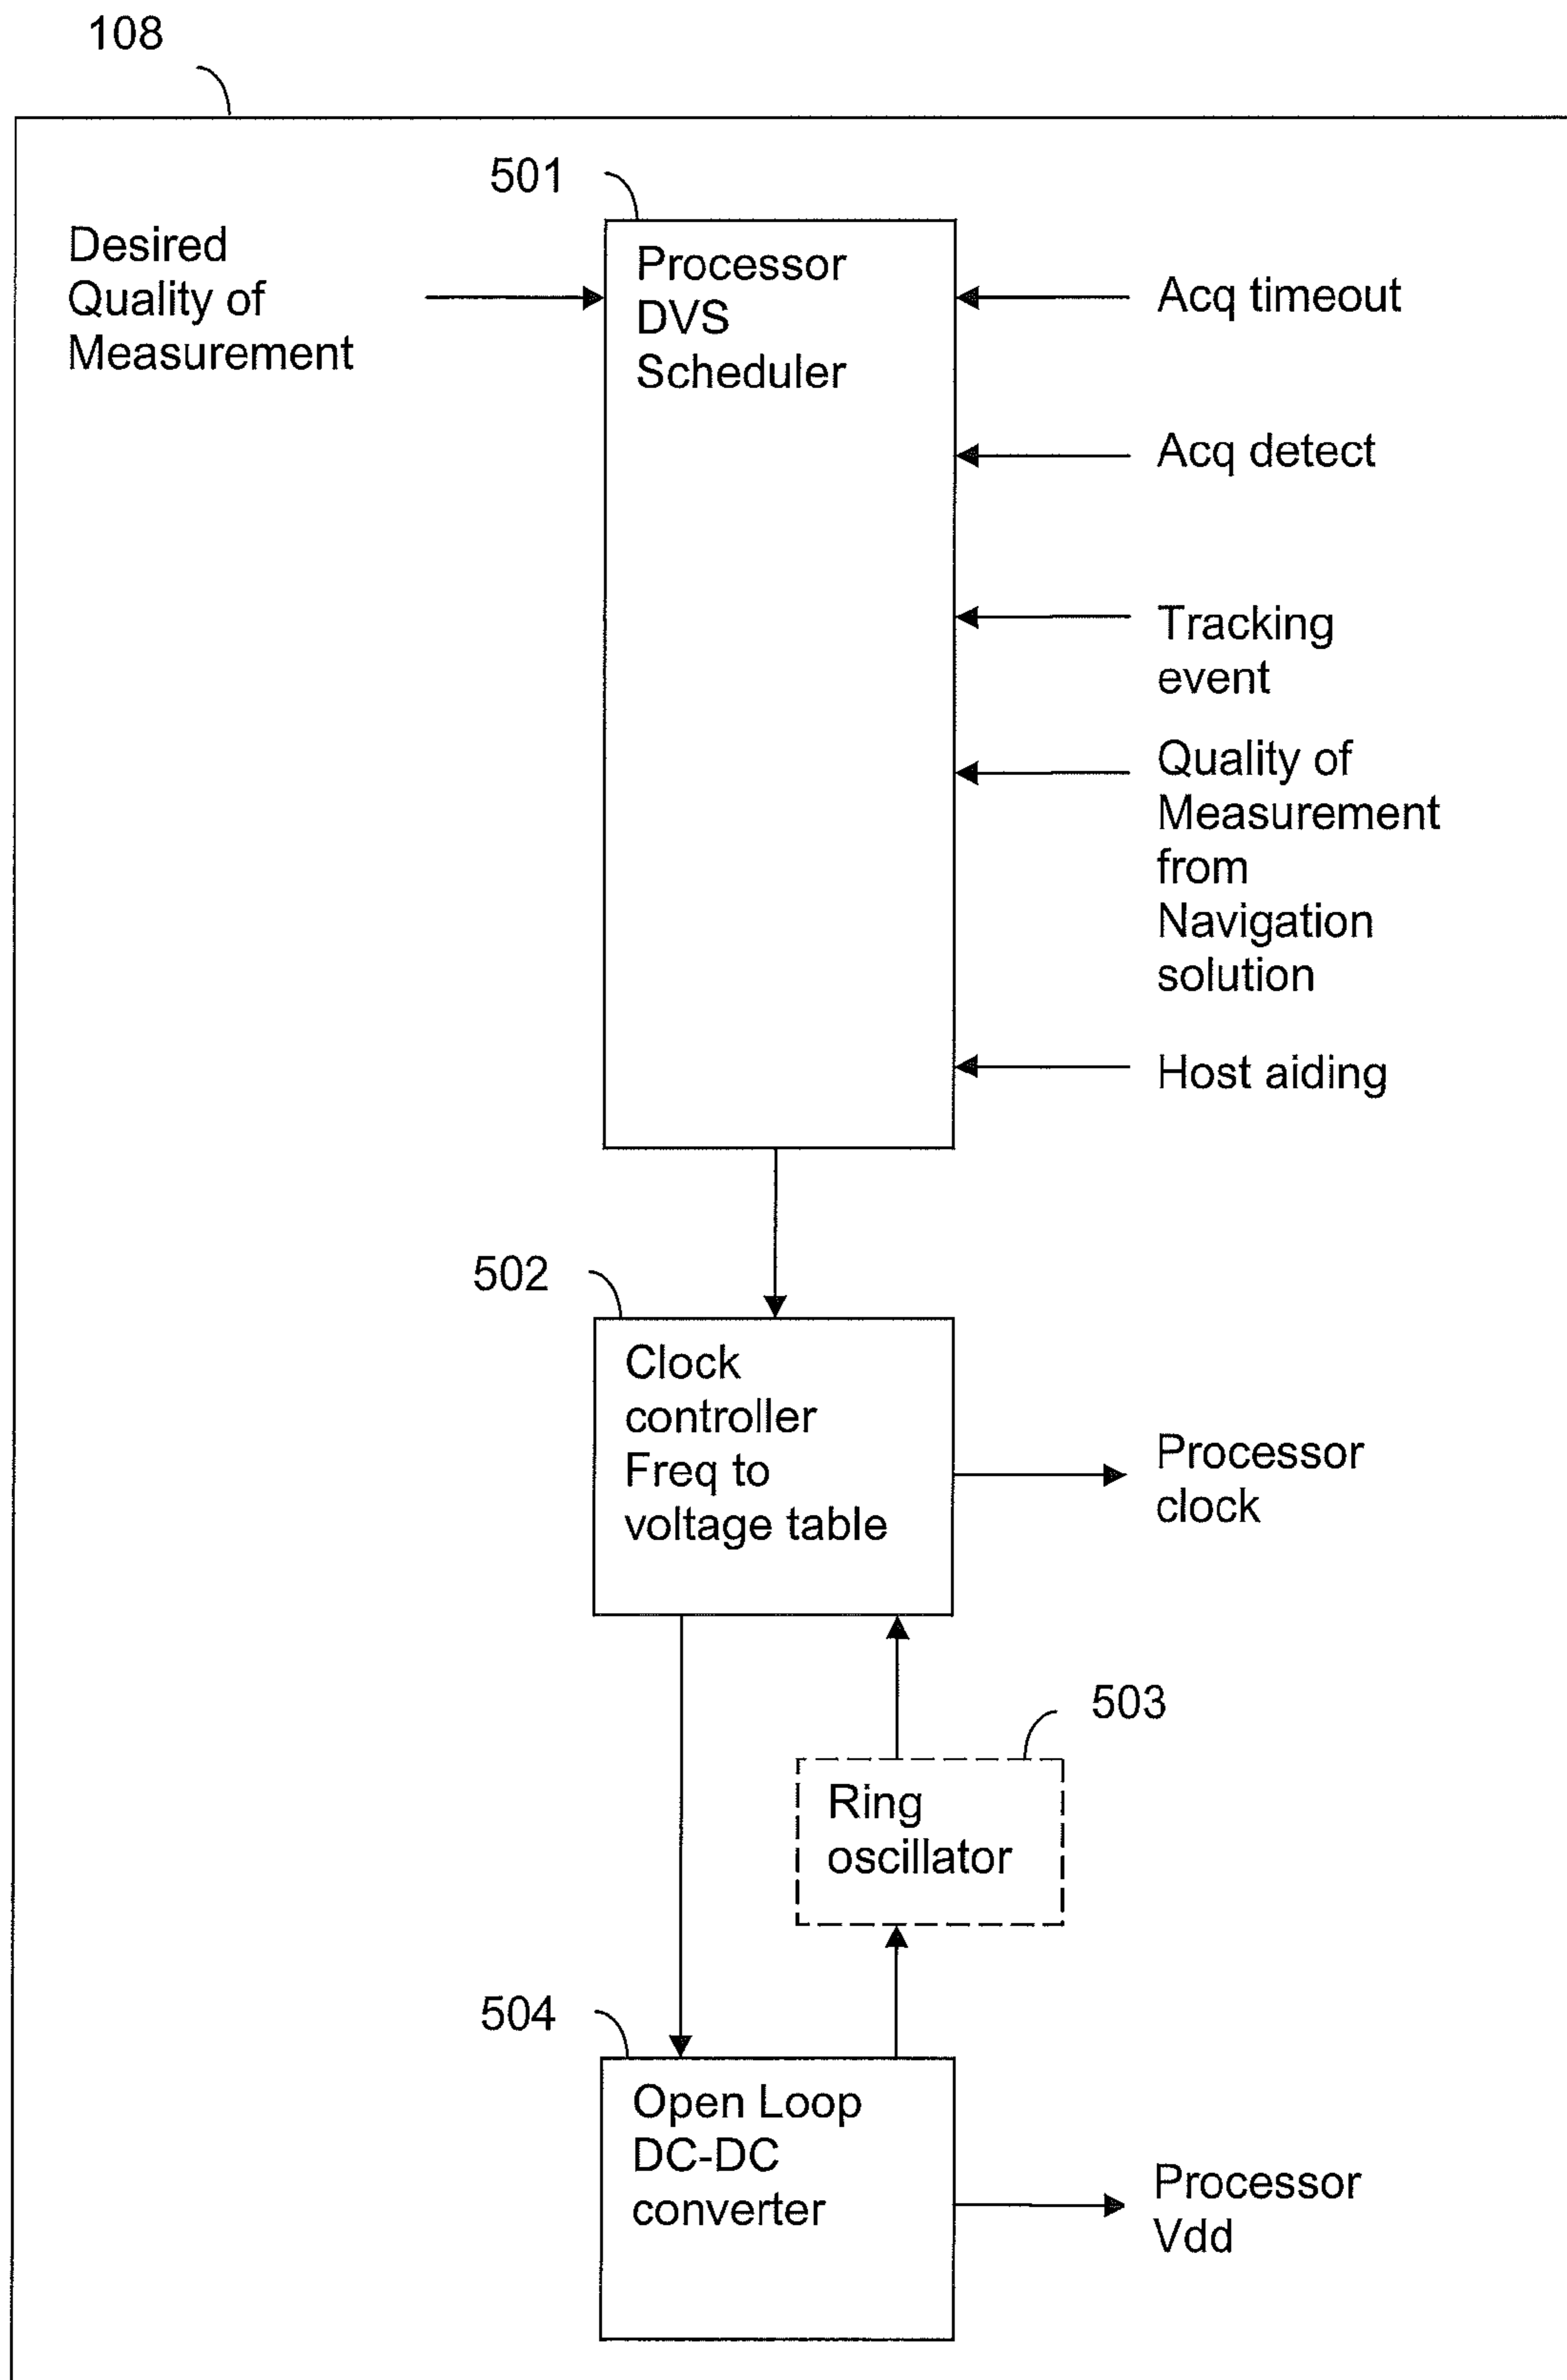 108
501
Desired
Quality of
Measurement
Processor
DVS
Scheduler
Acq timeout
Acq detect
Tracking
event
Quality of
Measurement
from
Navigation
solution
Host aiding
502
Clock
controller
Freq to
voltage table
Processor
clock
503
Ring
oscillator
504
Open Loop
DC-DC
converter
Processor
Vdd